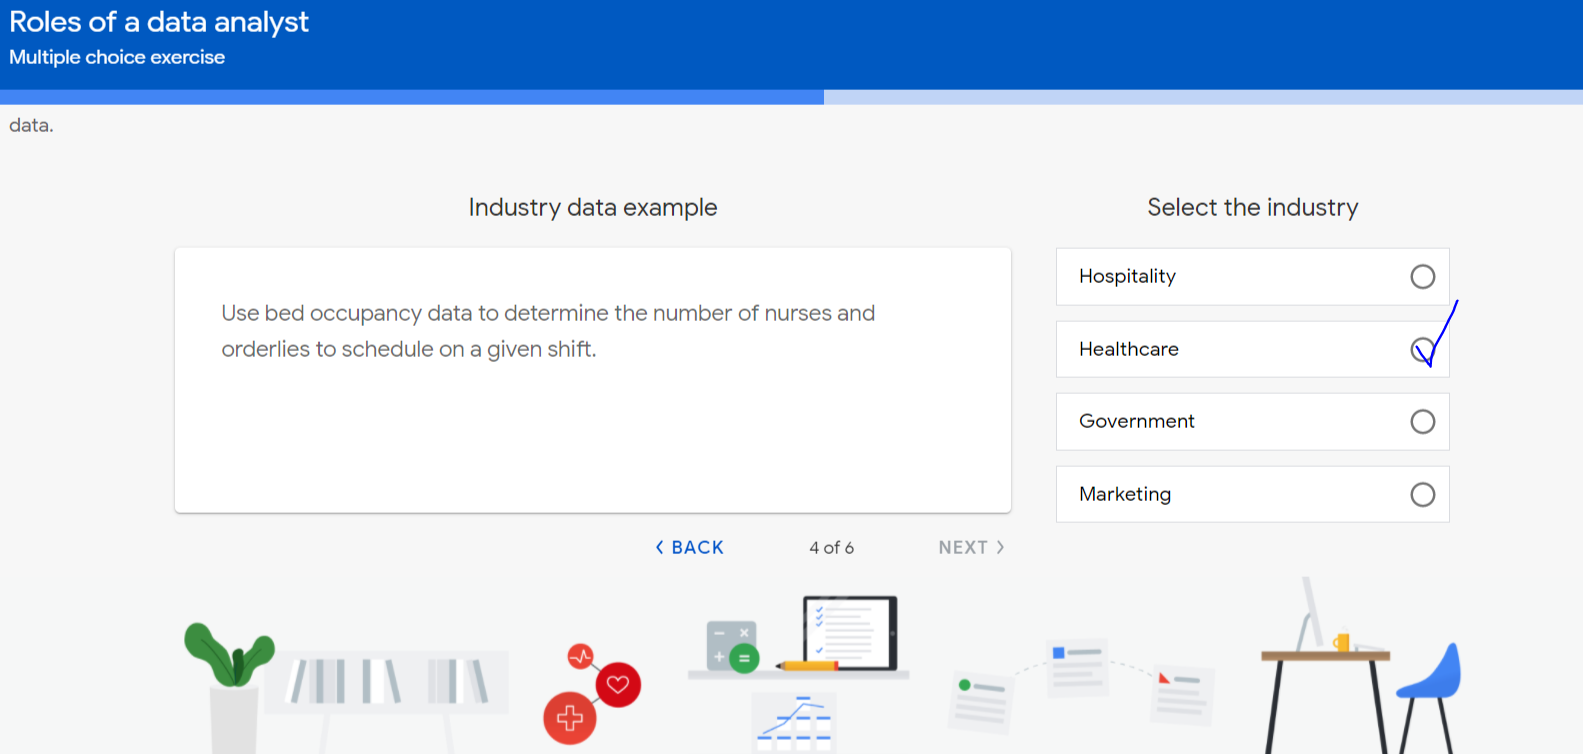 Roles of a data analyst
Multiple choice exercise
data.
Industry data example
Use bed occupancy data to determine the number of nurses and
orderlies to schedule on a given shift.
Select the industry
Hospitality
Healthcare
Government
Marketing
BACK
4 of 6
NEXT